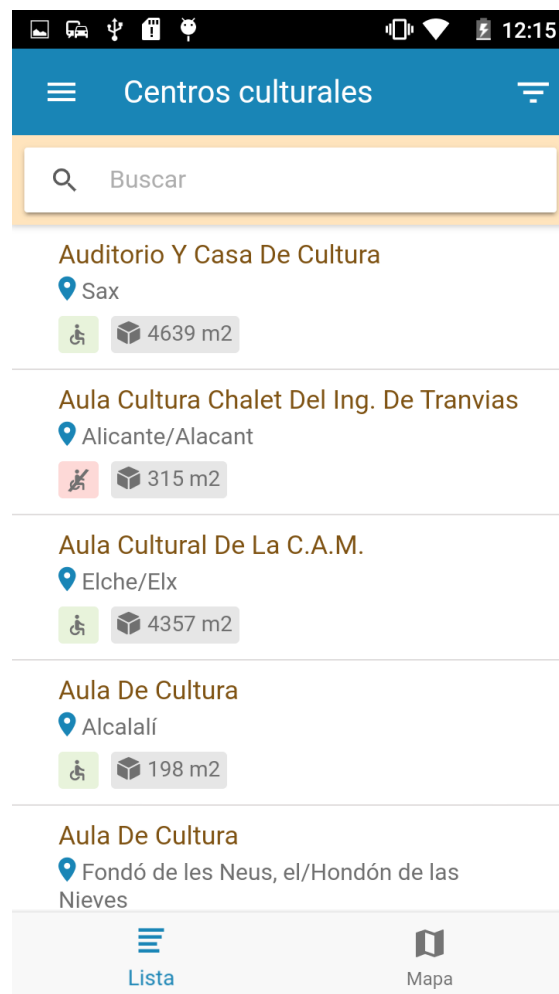 12:15
Centros culturales
Buscar
Auditorio Y Casa De Cultura
Sax
4639 m2
Aula Cultura Chalet Del Ing. De Tranvias
Alicante/Alacant
315 m2
Aula Cultural De La C.A.M.
Elche/Elx
4357 m2
Aula De Cultura
Alcalalí
198 m2
Aula De Cultura
Fondó de les Neus, el/Hondón de las
Nieves
Lista
Mapa